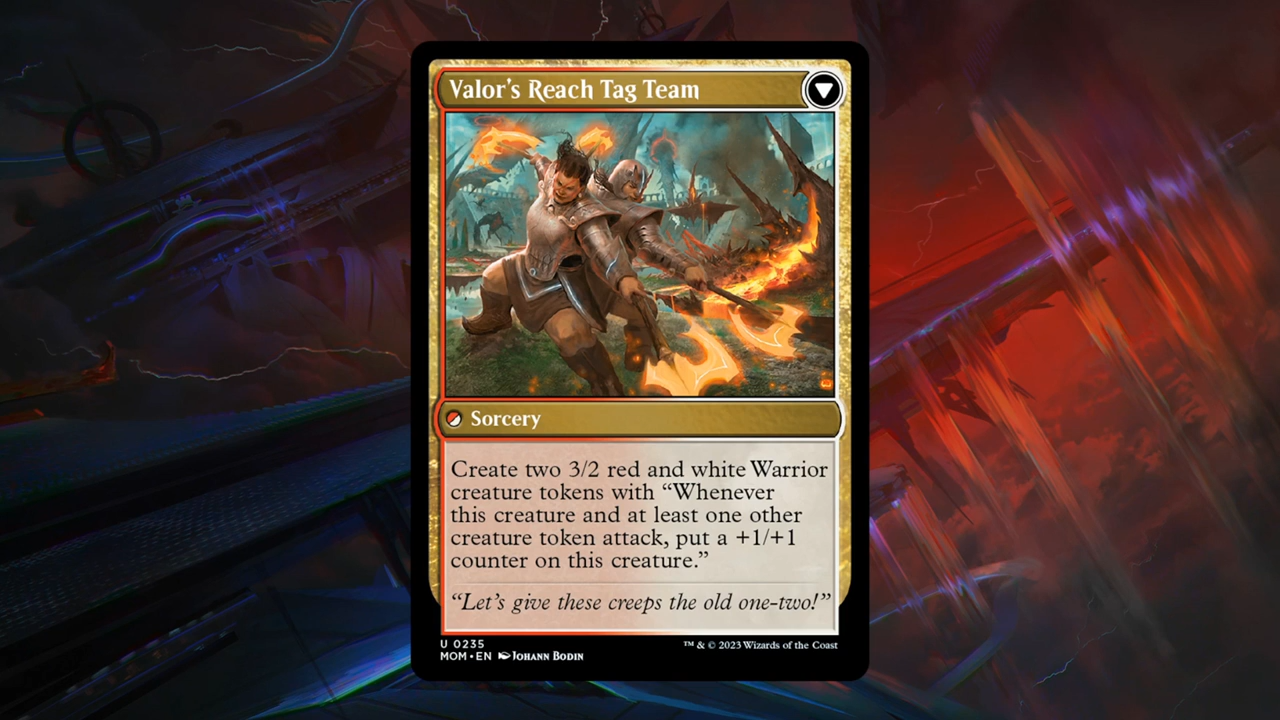 Valor's Reach Tag Team
Sorcery
Create two 3/2 red and white Warrior
creature tokens with “Whenever
this creature and at least one other
creature token attack, put a +1/+1
counter on this creature.”
“Let's give these creeps the old one-two!”
U 0235
MOM • EN Johann Bodin
™ & © 2023 Wizards of the Coast